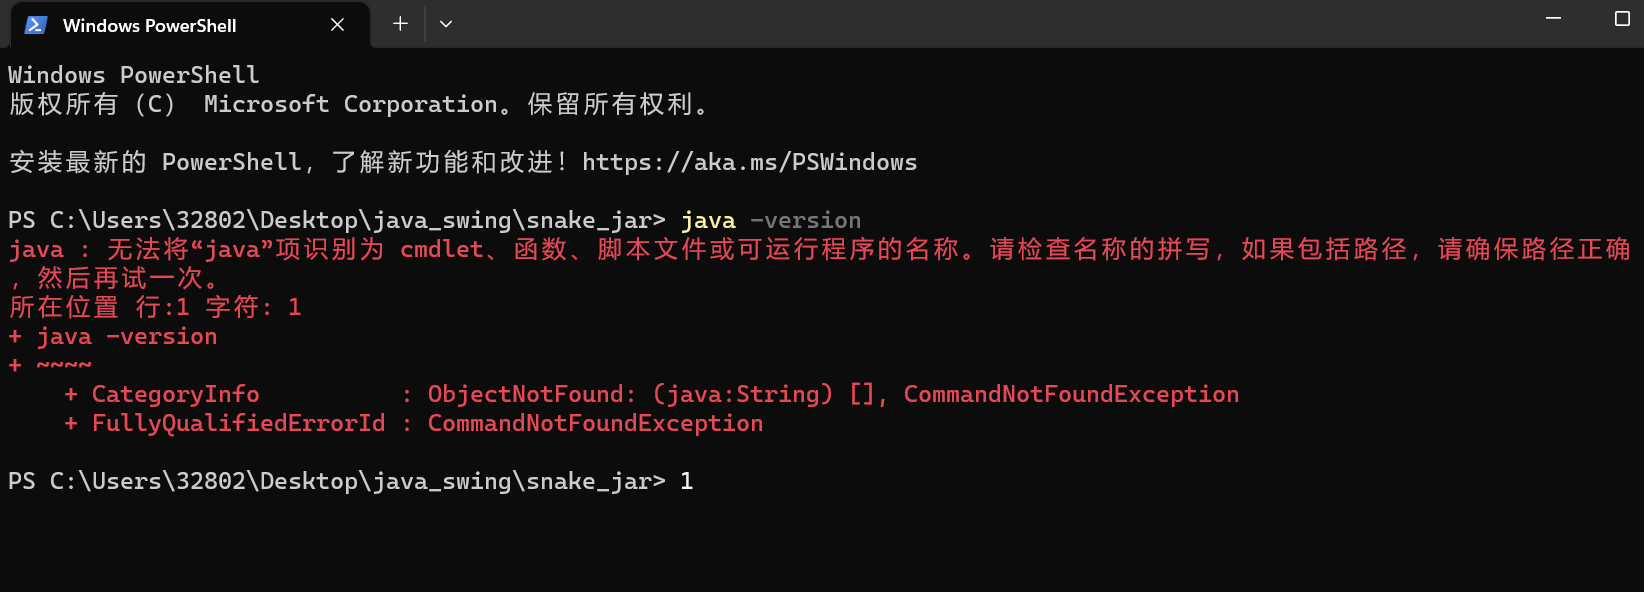 Windows PowerShell
Windows PowerShell
版权所有（C） Microsoft Corporation。保留所有权利。
安装最新的 PowerShell，了解新功能和改进！https://aka.ms/PSWindows
PS C:\Users\32802\Desktop\java_swing\snake_jar> java -version
java : 无法将“java”项识别为 cmdlet、函数、脚本文件或可运行程序的名称。请检查名称的拼写，如果包括路径，请确保路径正确
，然后再试一次。
所在位置 行:1 字符: 1
+ java -version
+ ~~~~
    + CategoryInfo          : ObjectNotFound: (java:String) [], CommandNotFoundException
    + FullyQualifiedErrorId : CommandNotFoundException
PS C:\Users\32802\Desktop\java_swing\snake_jar> 1